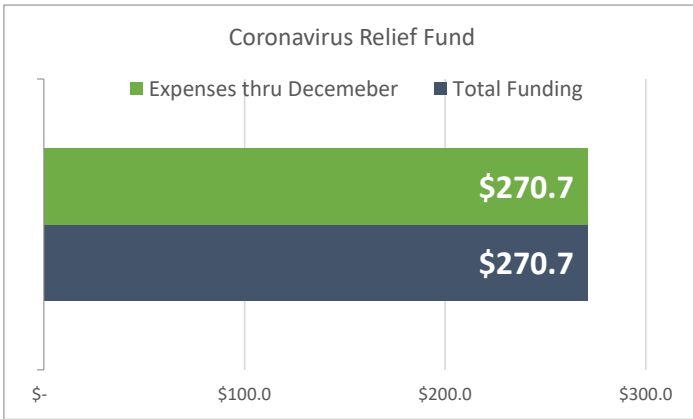 Coronavirus Relief Fund
Expenses thru Decemeber Total Funding
$270.7
$270.7
$- $100.0 $200.0 $300.0